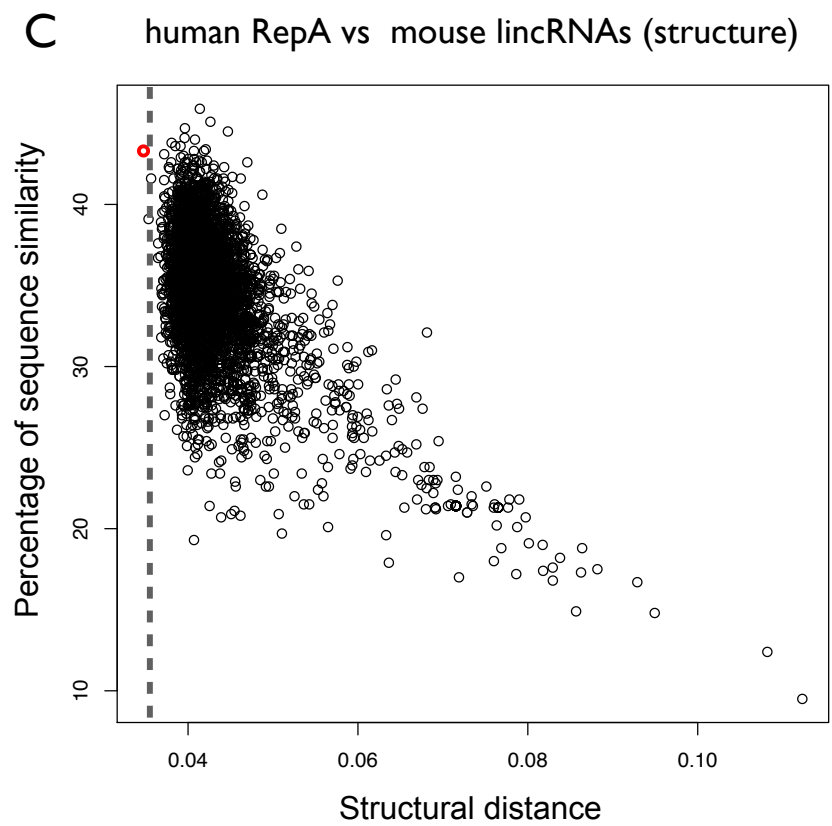 C
human RepA vs mouse lincRNAs (structure)
Percentage of sequence similarity
40
30
20
10
0.04
0.06
0.08
0.10
Structural distance